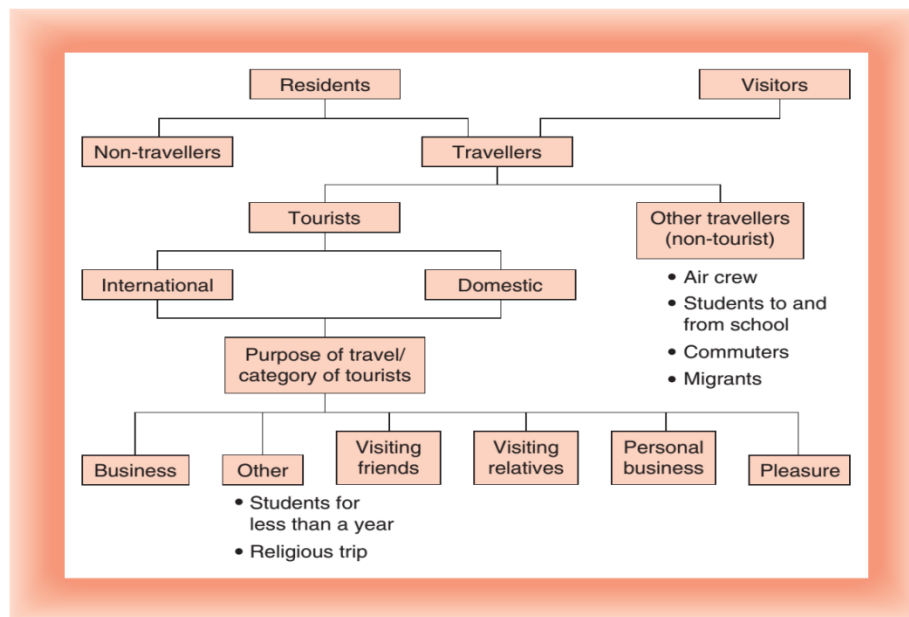 Residents
Visitors
Non-travellers
Travellers
Tourists
Other travellers
(non-tourist)
International
Domestic
• Air crew
• Students to and
from school
• Commuters
• Migrants
Purpose of travel/
category of tourists
Business
Other
Visiting
friends
Visiting
relatives
Personal
business
Pleasure
• Students for
less than a year
• Religious trip